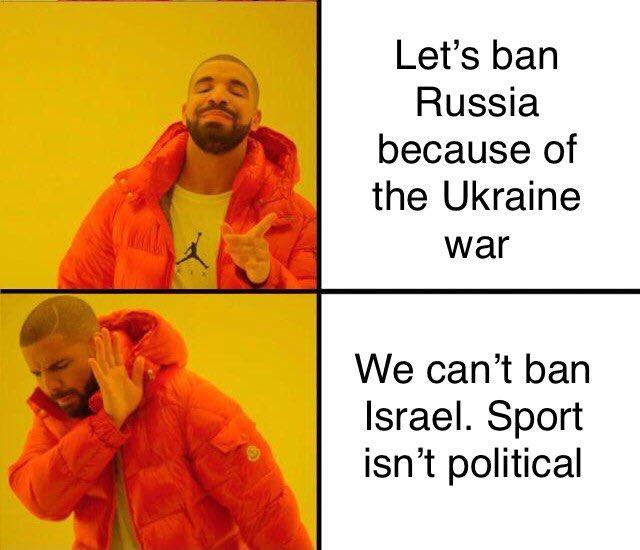 Let’s ban
Russia
because of
the Ukraine
war
We can’t ban
Israel. Sport
isn’t political